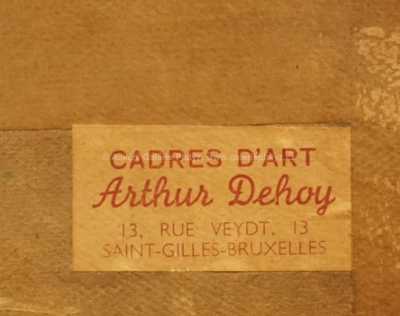 CADRES D'ART
Arthur Dehoy
13, RUE VEYDT, 13
SAINT-GILLES-BRUXELLES